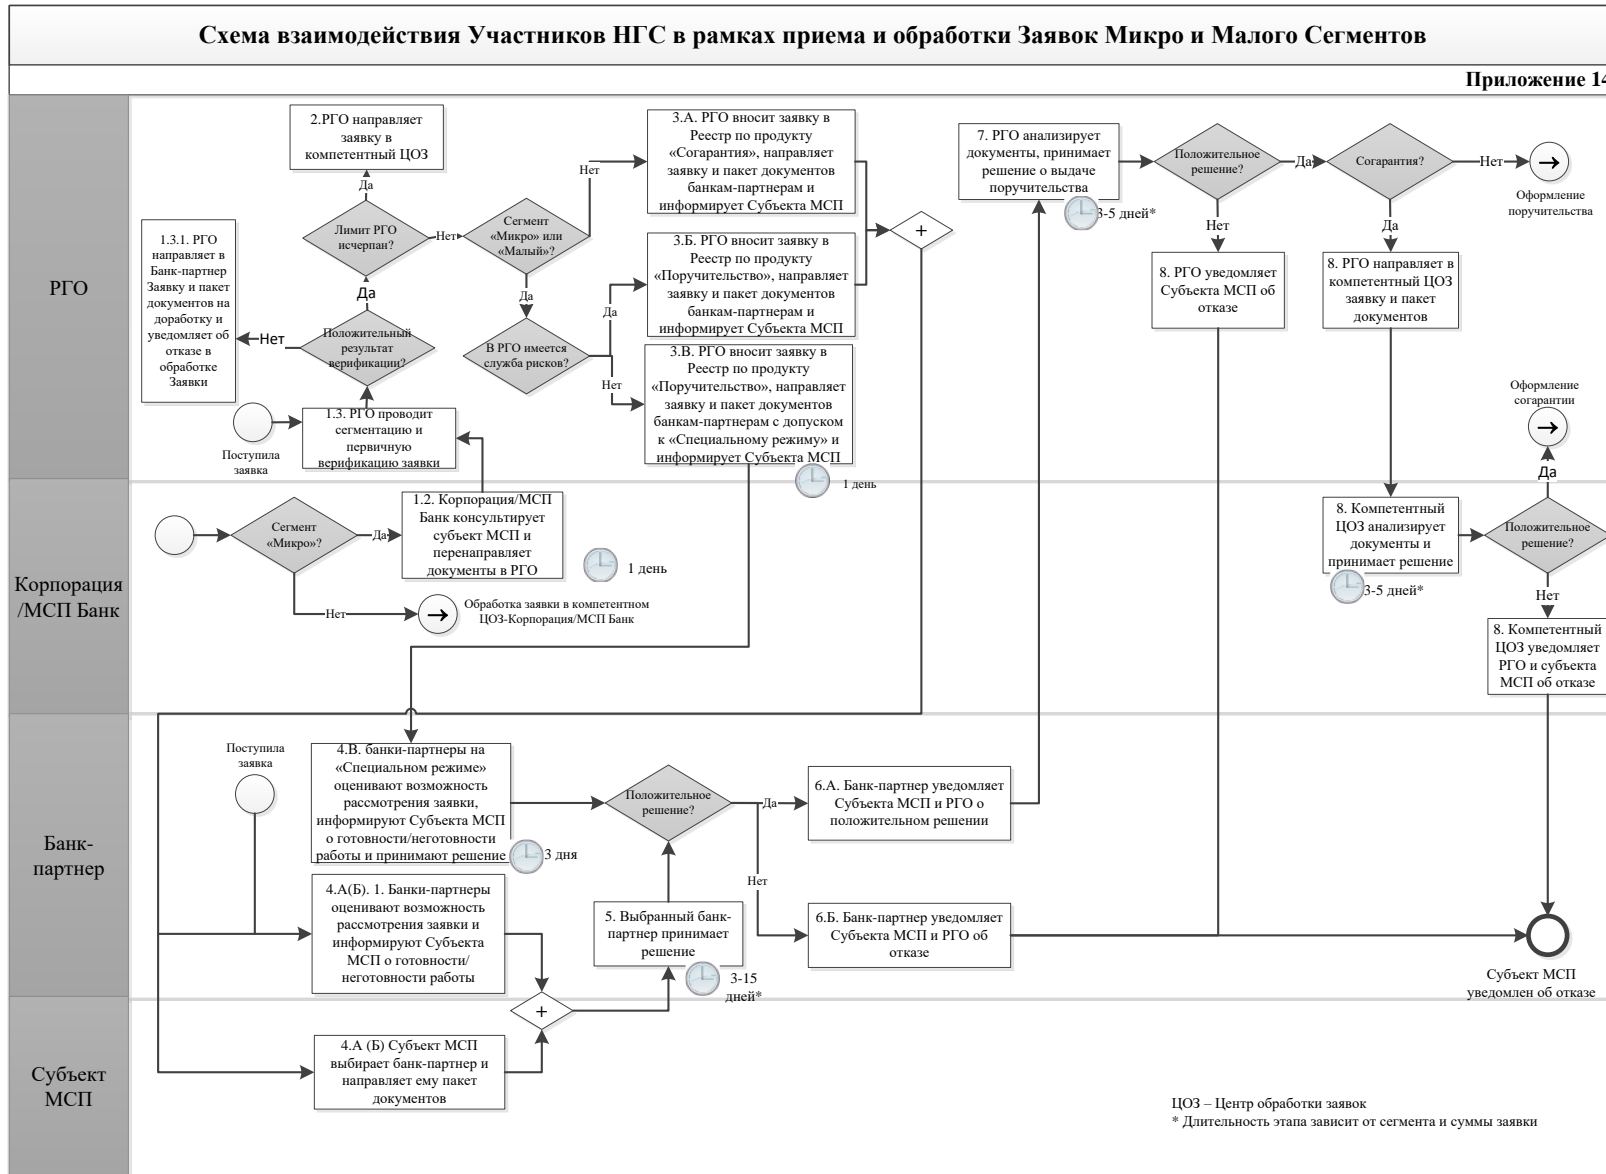 Схема взаимодействия Участников НГС в рамках приема и обработки Заявок Микро и Малого Сегментов
Приложение 14
РГО
2.РГО направляет
заявку в
компетентный ЦОЗ
Да
Лимит РГО
исчерпан?
Нет
1.3.1. РГО
направляет в
Банк-партнер
Заявку и пакет
документов на
доработку и
уведомляет об
отказе в
обработке
Заявки
Да
Нет
Положительный
результат
верификации?
Поступила
заявка
1.3. РГО проводит
сегментацию и
первичную
верификацию заявки
Сегмент
«Микро» или
«Малый»?
Нет
Да
В РГО имеется
служба рисков?
Да
Нет
3.А. РГО вносит заявку в
Реестр по продукту
«Согарантия», направляет
заявку и пакет документов
банкам-партнерам и
информирует Субъекта МСП
3.Б. РГО вносит заявку в
Реестр по продукту
«Поручительство», направляет
заявку и пакет документов
банкам-партнерам и
информирует Субъекта МСП
3.В. РГО вносит заявку в
Реестр по продукту
«Поручительство», направляет
заявку и пакет документов
банкам-партнерам с допуском
к «Специальному режиму» и
информирует Субъекта МСП
1 день
+
7. РГО анализирует
документы, принимает
решение о выдаче
поручительства
3-5 дней*
Положительное
решение?
Да
Нет
8. РГО уведомляет
Субъекта МСП об
отказе
Согарантия?
Нет
Оформление
поручительства
Да
8. РГО направляет в
компетентный ЦОЗ
заявку и пакет
документов
Оформление
согарантии
Да
Корпорация
/МСП Банк
Сегмент
«Микро»?
Да
1.2. Корпорация/МСП
Банк консультирует
субъект МСП и
перенаправляет
документы в РГО
1 день
Нет
Обработка заявки в компетентном
ЦОЗ-Корпорация/МСП Банк
8. Компетентный
ЦОЗ анализирует
документы и
принимает решение
3-5 дней*
Положительное
решение?
Нет
8. Компетентный
ЦОЗ уведомляет
РГО и субъекта
МСП об отказе
Банк-
партнер
Поступила
заявка
4.В. банки-партнеры на
«Специальном режиме»
оценивают возможность
рассмотрения заявки,
информируют Субъекта МСП
о готовности/неготовности
работы и принимают решение
3 дня
4.А(Б). 1. Банки-партнеры
оценивают возможность
рассмотрения заявки и
информируют Субъекта
МСП о готовности/
неготовности работы
Положительное
решение?
Да
Нет
5. Выбранный банк-
партнер принимает
решение
3-15
дней*
6.А. Банк-партнер уведомляет
Субъекта МСП и РГО о
положительном решении
6.Б. Банк-партнер уведомляет
Субъекта МСП и РГО об
отказе
Субъект МСП
уведомлен об отказе
Субъект
МСП
+
4.А (Б) Субъект МСП
выбирает банк-партнер и
направляет ему пакет
документов
ЦОЗ – Центр обработки заявок
* Длительность этапа зависит от сегмента и суммы заявки